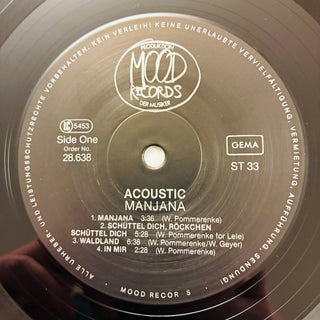 ALLE URHEBER- UND LEISTUNGSSCHUTZRECHTE VORBEHALTEN. KEIN VERLEIH! KEINE UNERLAUBTE VERVIELFÄLTIGUNG, VERMIETUNG, AUFFÜHRUNG, SENDUNG!
PRODUKTION
MOOD
RECORDS
DER MUSIKER
LC 5453
Side One
Order No.
28.638
GEMA
ST 33
ACOUSTIC
MANJANA
1. MANJANA 3:36 (W. Pommerenke)
2. SCHÜTTEL DICH, RÖCKCHEN
SCHÜTTEL DICH 5:28 (W. Pommerenke for Lele)
3. WALDLAND 6:38 (W. Pommerenke/W. Geyer)
4. IN MIR 2:28 (W. Pommerenke)
MOOD RECOR S